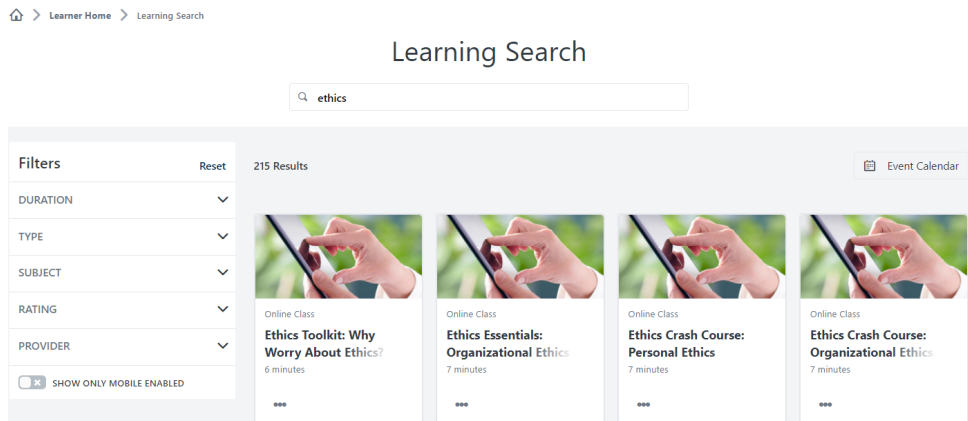 Learner Home Learning Search
Learning Search
ethics
Filters
Reset
215 Results
Event Calendar
DURATION
TYPE
SUBJECT
RATING
PROVIDER
SHOW ONLY MOBILE ENABLED
Online Class
Ethics Toolkit: Why
Worry About Ethics?
6 minutes
Online Class
Ethics Essentials:
Organizational Ethics
7 minutes
Online Class
Ethics Crash Course:
Personal Ethics
7 minutes
Online Class
Ethics Crash Course:
Organizational Ethics
7 minutes